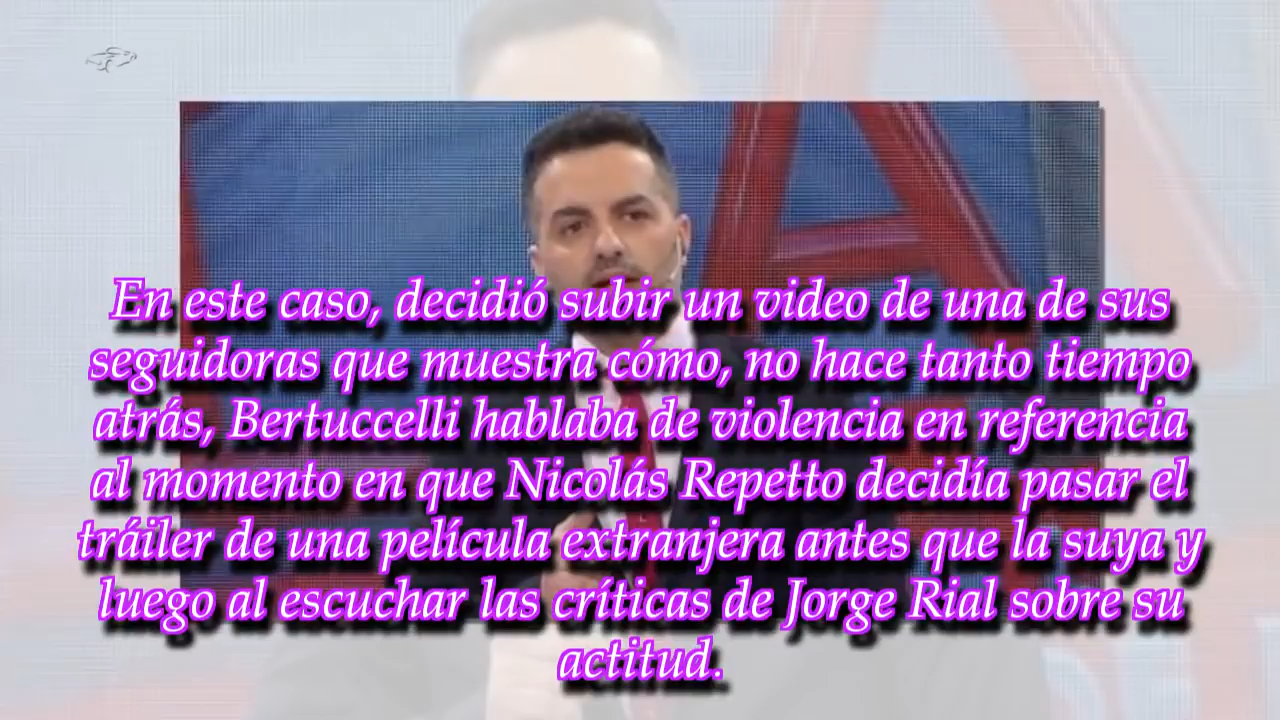 En este caso, decidió subir un video de una de sus
seguidoras que muestra cómo, no hace tanto tiempo
atrás, Bertuccelli hablaba de violencia en referencia
al momento en que Nicolás Repetto decidía pasar el
tráiler de una película extranjera antes que la suya y
luego al escuchar las críticas de Jorge Rial sobre su
actitud.